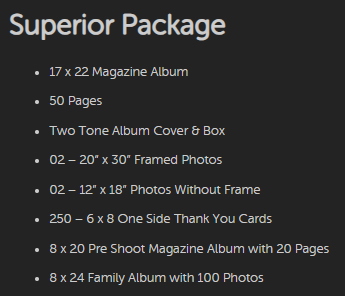 Superior Package
• 17 x 22 Magazine Album
• 50 Pages
• Two Tone Album Cover & Box
• 02 – 20” x 30” Framed Photos
• 02 – 12” x 18” Photos Without Frame
• 250 – 6 x 8 One Side Thank You Cards
• 8 x 20 Pre Shoot Magazine Album with 20 Pages
• 8 x 24 Family Album with 100 Photos